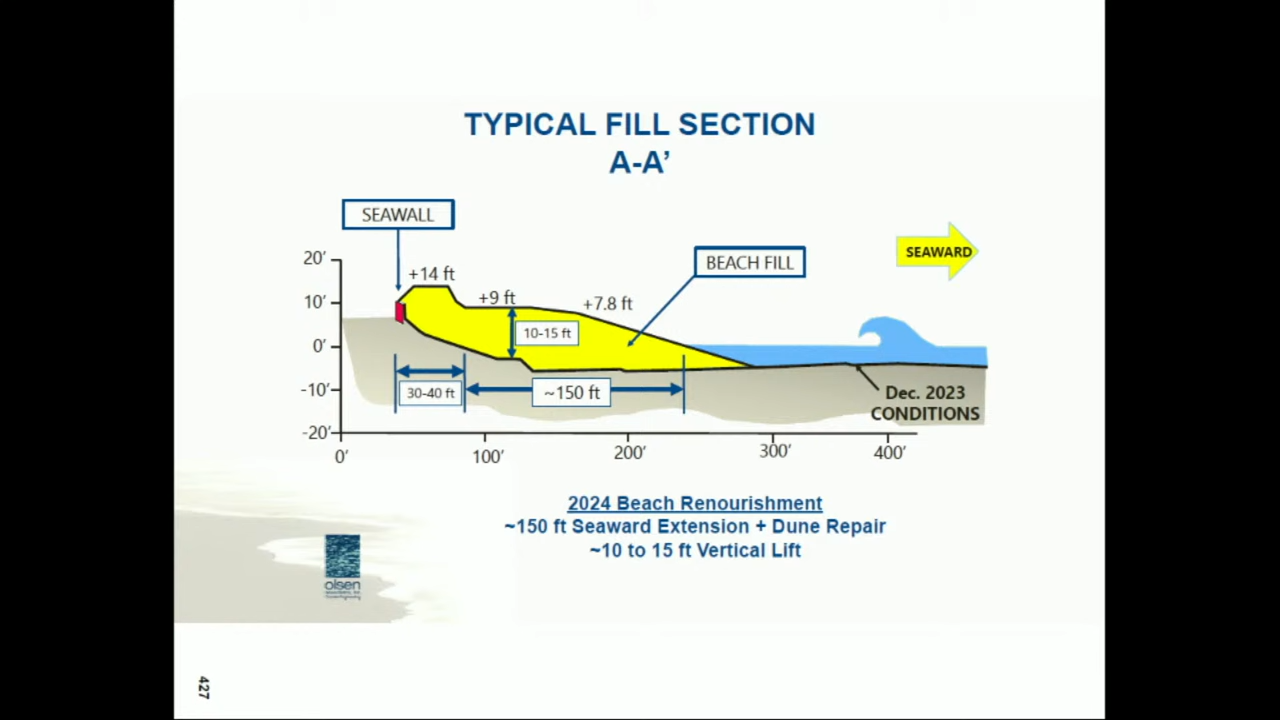 TYPICAL FILL SECTION
A-A’
SEAWALL
BEACH FILL
SEAWARD
20’
+14 ft
10’
+9 ft
+7.8 ft
0’
10-15 ft
-10’
30-40 ft
~150 ft
Dec. 2023
CONDITIONS
-20’
0’
100’
200’
300’
400’
2024 Beach Renourishment
~150 ft Seaward Extension + Dune Repair
~10 to 15 ft Vertical Lift
olsen
427